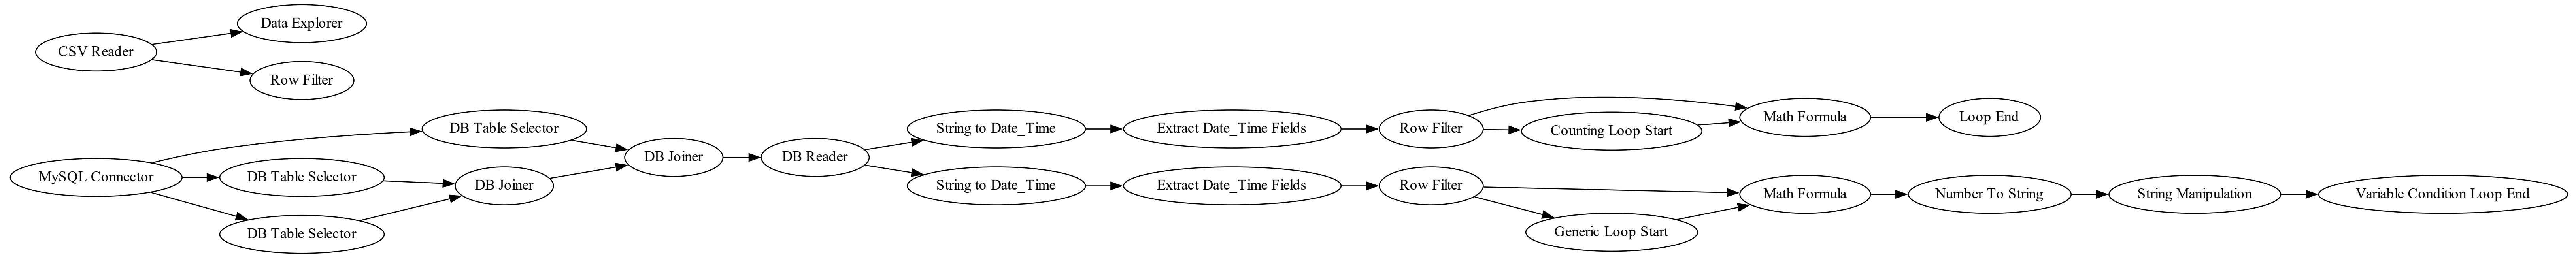 Data Explorer
CSV Reader
Row Filter
MySQL Connector
DB Table Selector
DB Table Selector
DB Table Selector
DB Joiner
DB Joiner
DB Reader
String to Date_Time
Extract Date_Time Fields
Row Filter
Counting Loop Start
Math Formula
Loop End
String to Date_Time
Extract Date_Time Fields
Row Filter
Generic Loop Start
Math Formula
Number To String
String Manipulation
Variable Condition Loop End